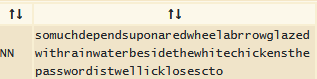 ↑↓ ↑↓
NN somuchdependsuponaredwheelabrrowglazed
withrainwaterbesidethewhitechickensthe
passwordistwellicklosescto